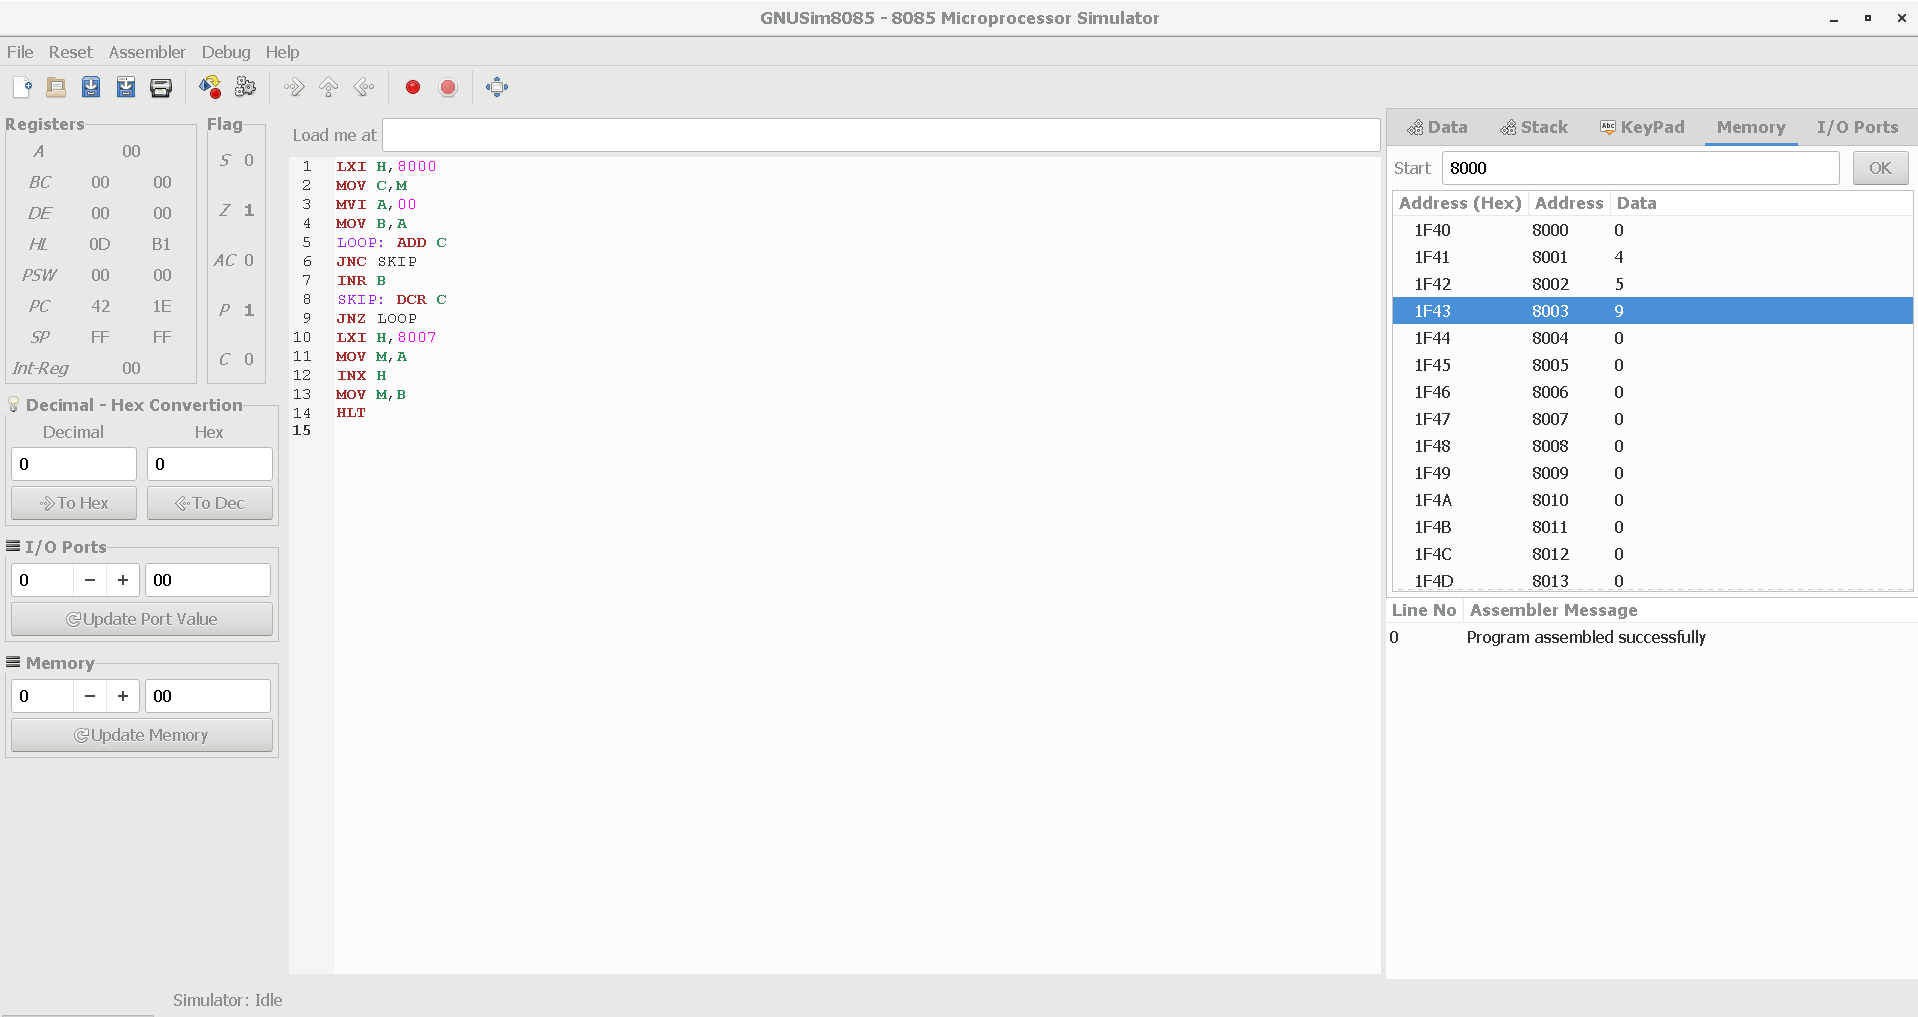 GNUSim8085 - 8085 Microprocessor Simulator
File Reset Assembler Debug Help
Registers
A 00
BC 00 00
DE 00 00
HL 0D B1
PSW 00 00
PC 42 1E
SP FF FF
Int-Reg 00
Flag
S 0
Z 1
AC 0
P 1
C 0
Decimal - Hex Convertion
Decimal Hex
0 0
To Hex To Dec
I/O Ports
0 − + 00
Update Port Value
Memory
0 − + 00
Update Memory
Load me at
1 LXI H,8000
2 MOV C,M
3 MVI A,00
4 MOV B,A
5 LOOP: ADD C
6 JNC SKIP
7 INR B
8 SKIP: DCR C
9 JNZ LOOP
10 LXI H,8007
11 MOV M,A
12 INX H
13 MOV M,B
14 HLT
15
Data Stack Abc KeyPad Memory I/O Ports
Start 8000 OK
Address (Hex) Address Data
1F40 8000 0
1F41 8001 4
1F42 8002 5
1F43 8003 9
1F44 8004 0
1F45 8005 0
1F46 8006 0
1F47 8007 0
1F48 8008 0
1F49 8009 0
1F4A 8010 0
1F4B 8011 0
1F4C 8012 0
1F4D 8013 0
Line No Assembler Message
0 Program assembled successfully
Simulator: Idle